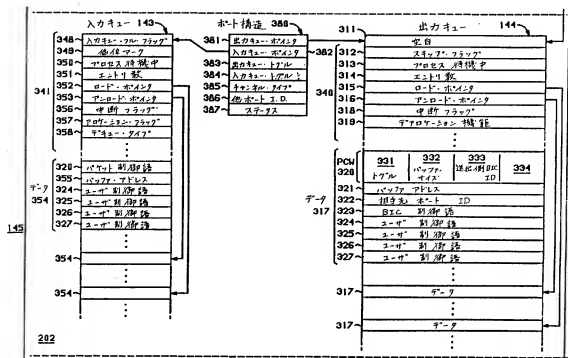 入力キュー 143
348 入力キュー・フル・フラッグ
349 他位マーク
350 プロセス待機中
351 エントリ数
352 ロード・ポインタ
353 アンロード・ポインタ
356 中断フラッグ
357 アロケーション・フラッグ
358 デキュー・タイプ
341
328 パケット制御語
355 バッファ・アドレス
324 ユーザ制御語
325 ユーザ制御語
326 ユーザ制御語
327 ユーザ制御語
データ
354
354
354
145
202
ポート構造 380
381 出力キュー・ポインタ
入力キュー・ポインタ 382
383 出力キュー・トグル
384 入力キュー・トグル
385 チャンネル・タイプ
386 他ポート I.D.
387 ステータス
出力キュー 144
311 空白
312 スキップ・フラッグ
313 プロセス待機中
314 エントリ数
315 ロード・ポインタ
316 アンロード・ポインタ
318 中断フラッグ
319 デアロケーション機能
340
PCW 328
331 トグル
332 バッファ・サイズ
333 送出側BIC ID
334
321 バッファ アドレス
322 相手先 ポート ID
323 BIC 制御語
324 ユーザ 制御語
325 ユーザ 制御語
326 ユーザ 制御語
327 ユーザ 制御語
データ
317
317 データ
317 データ